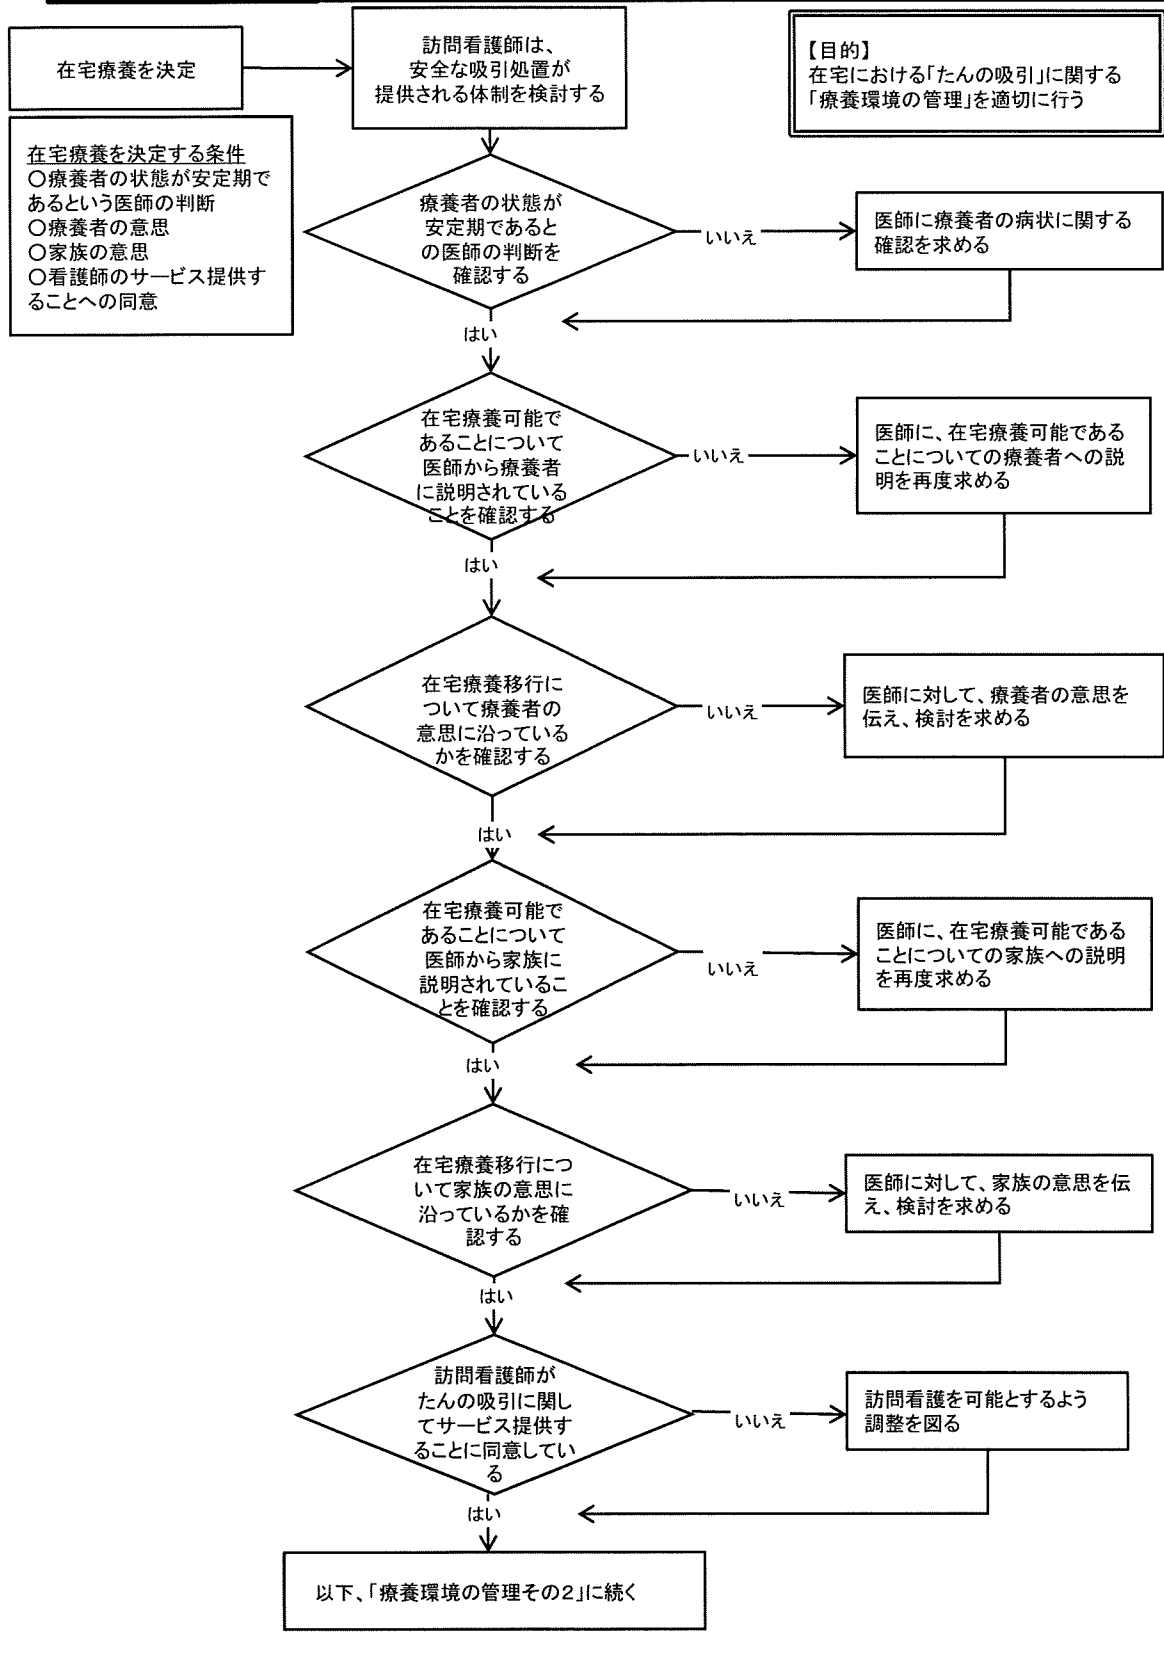 在宅療養を決定
訪問看護師は、
安全な吸引処置が
提供される体制を検討する
【目的】
在宅における「たんの吸引」に関する
「療養環境の管理」を適切に行う
在宅療養を決定する条件
○療養者の状態が安定期で
あるという医師の判断
○療養者の意思
○家族の意思
○看護師のサービス提供す
ることへの同意
療養者の状態が
安定期であると
の医師の判断を
確認する
いいえ
医師に療養者の病状に関する
確認を求める
はい
在宅療養可能で
あることについて
医師から療養者
に説明されている
ことを確認する
いいえ
医師に、在宅療養可能である
ことについての療養者への説
明を再度求める
はい
在宅療養移行に
ついて療養者の
意思に沿っている
かを確認する
いいえ
医師に対して、療養者の意思を
伝え、検討を求める
はい
在宅療養可能で
あることについて
医師から家族に
説明されているこ
とを確認する
いいえ
医師に、在宅療養可能である
ことについての家族への説明
を再度求める
はい
在宅療養移行につ
いて家族の意思に
沿っているかを確
認する
いいえ
医師に対して、家族の意思を伝
え、検討を求める
はい
訪問看護師が
たんの吸引に関し
てサービス提供す
ることに同意してい
る
いいえ
訪問看護を可能とするよう
調整を図る
はい
以下、「療養環境の管理その２」に続く